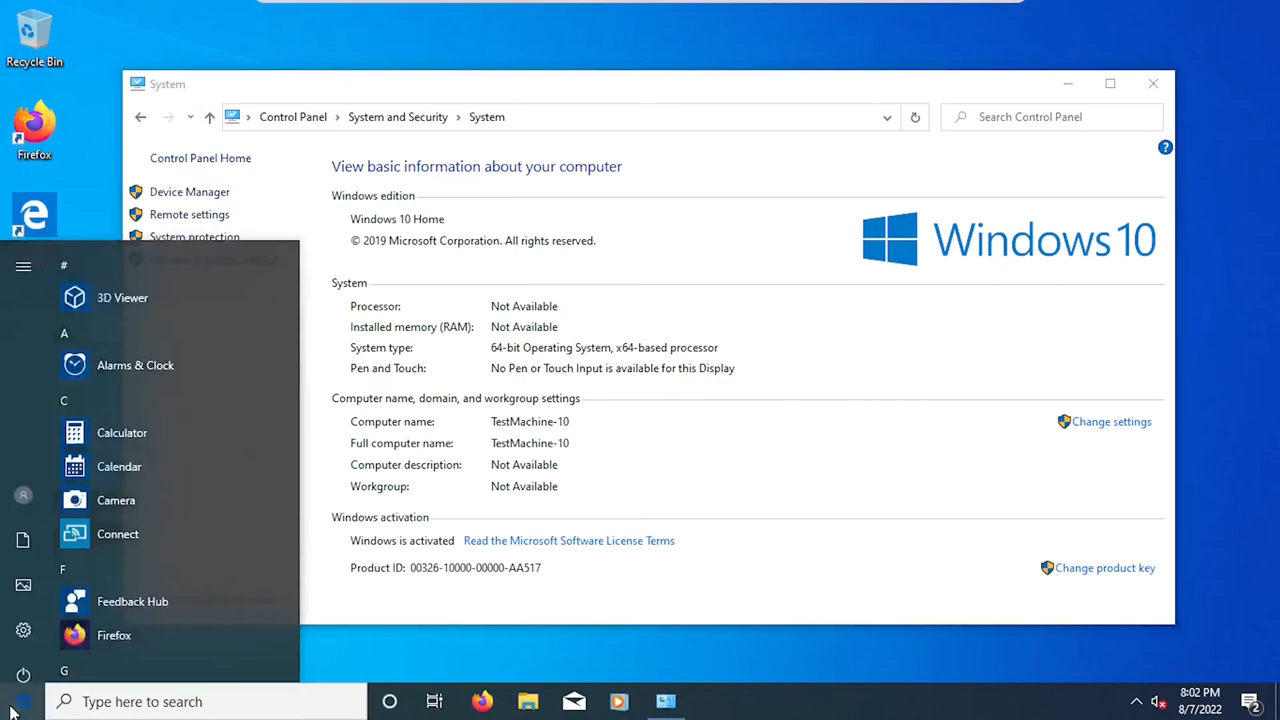 Recycle Bin
Firefox
System
Control Panel > System and Security > System
Search Control Panel
Control Panel Home
Device Manager
Remote settings
System protection
View basic information about your computer
Windows edition
Windows 10 Home
© 2019 Microsoft Corporation. All rights reserved.
Windows 10
System
Processor: Not Available
Installed memory (RAM): Not Available
System type: 64-bit Operating System, x64-based processor
Pen and Touch: No Pen or Touch Input is available for this Display
Computer name, domain, and workgroup settings
Computer name: TestMachine-10
Change settings
Full computer name: TestMachine-10
Computer description: Not Available
Workgroup: Not Available
Windows activation
Windows is activated Read the Microsoft Software License Terms
Product ID: 00326-10000-00000-AA517
Change product key
#
3D Viewer
A
Alarms & Clock
C
Calculator
Calendar
Camera
Connect
F
Feedback Hub
Firefox
G
R
Type here to search
8:02 PM
8/7/2022
2